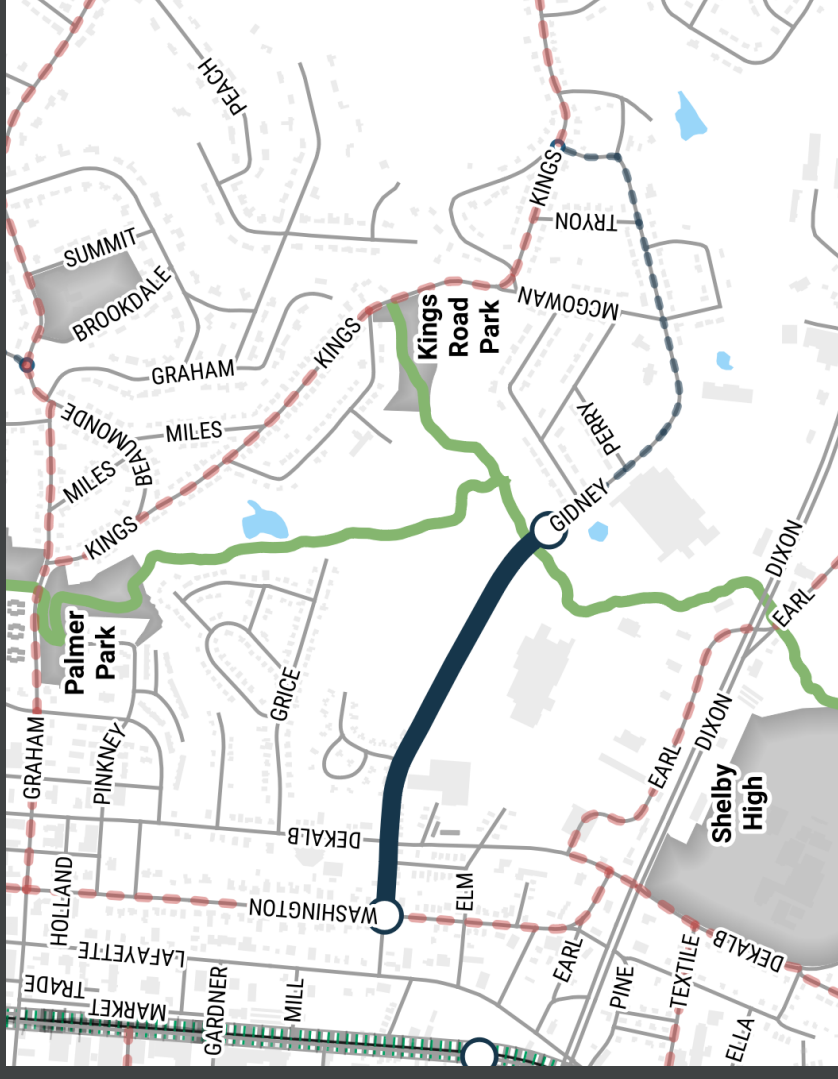 PEACH
KINGS
TRYON
SUMMIT
BROOKDALE
MCGOWAN
Kings
Road
Park
KINGS
GRAHAM
BEAUMONDE
MILES
PERRY
MILES
GIDNEY
KINGS
DIXON
EARL
Palmer
Park
GRICE
DIXON
GRAHAM
PINKNEY
EARL
Shelby
High
DEKALB
HOLLAND
WASHINGTON
ELM
LAFAYETTE
EARL
DEKALB
TRADE
MARKET
GARDNER
MILL
PINE
TEXTILE
ELLA